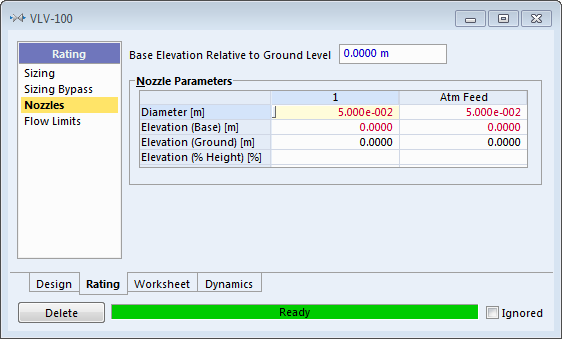 VLV-100
Rating
Sizing
Sizing Bypass
Nozzles
Flow Limits
Base Elevation Relative to Ground Level 0.0000 m
Nozzle Parameters
1 Atm Feed
Diameter [m] 5.000e-002 5.000e-002
Elevation (Base) [m] 0.0000 0.0000
Elevation (Ground) [m] 0.0000 0.0000
Elevation (% Height) [%]
Design Rating Worksheet Dynamics
Delete Ready Ignored